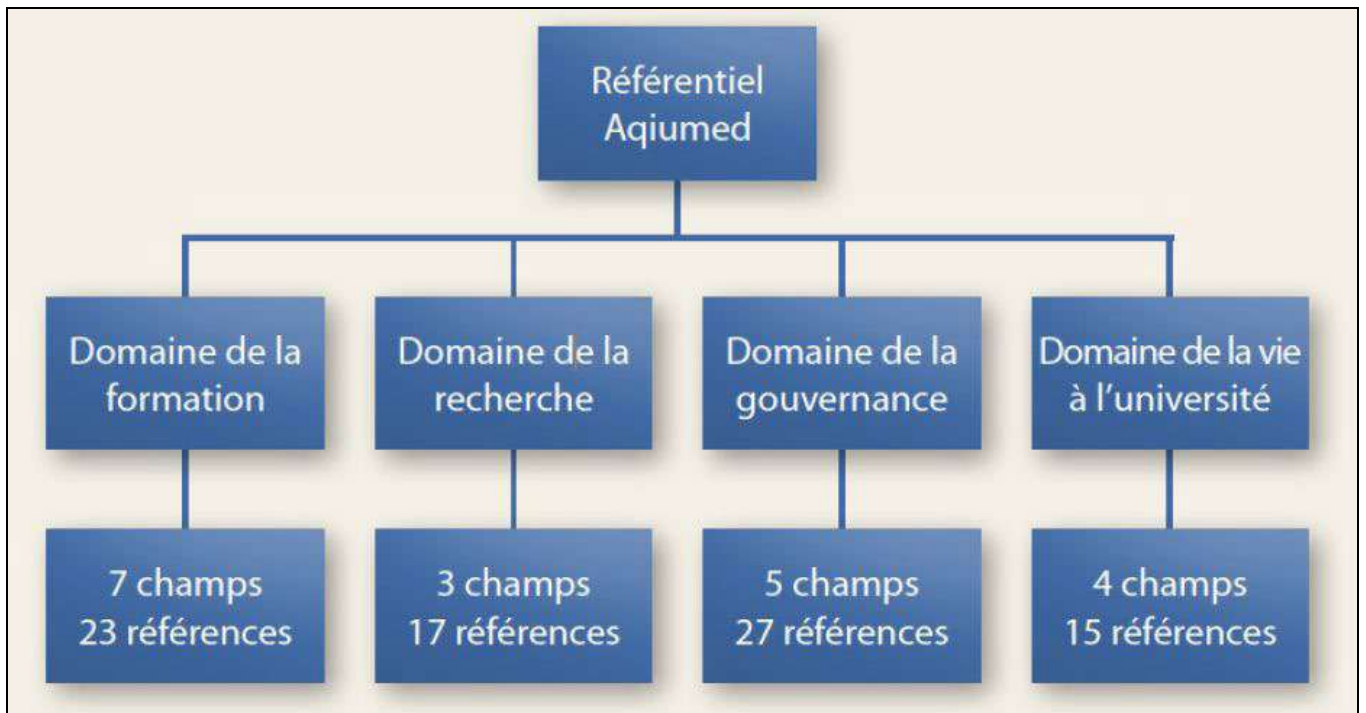 Référentiel
Aqiumed
Domaine de la
formation
Domaine de la
recherche
Domaine de la
gouvernance
Domaine de la vie
à l'université
7 champs
23 références
3 champs
17 références
5 champs
27 références
4 champs
15 références